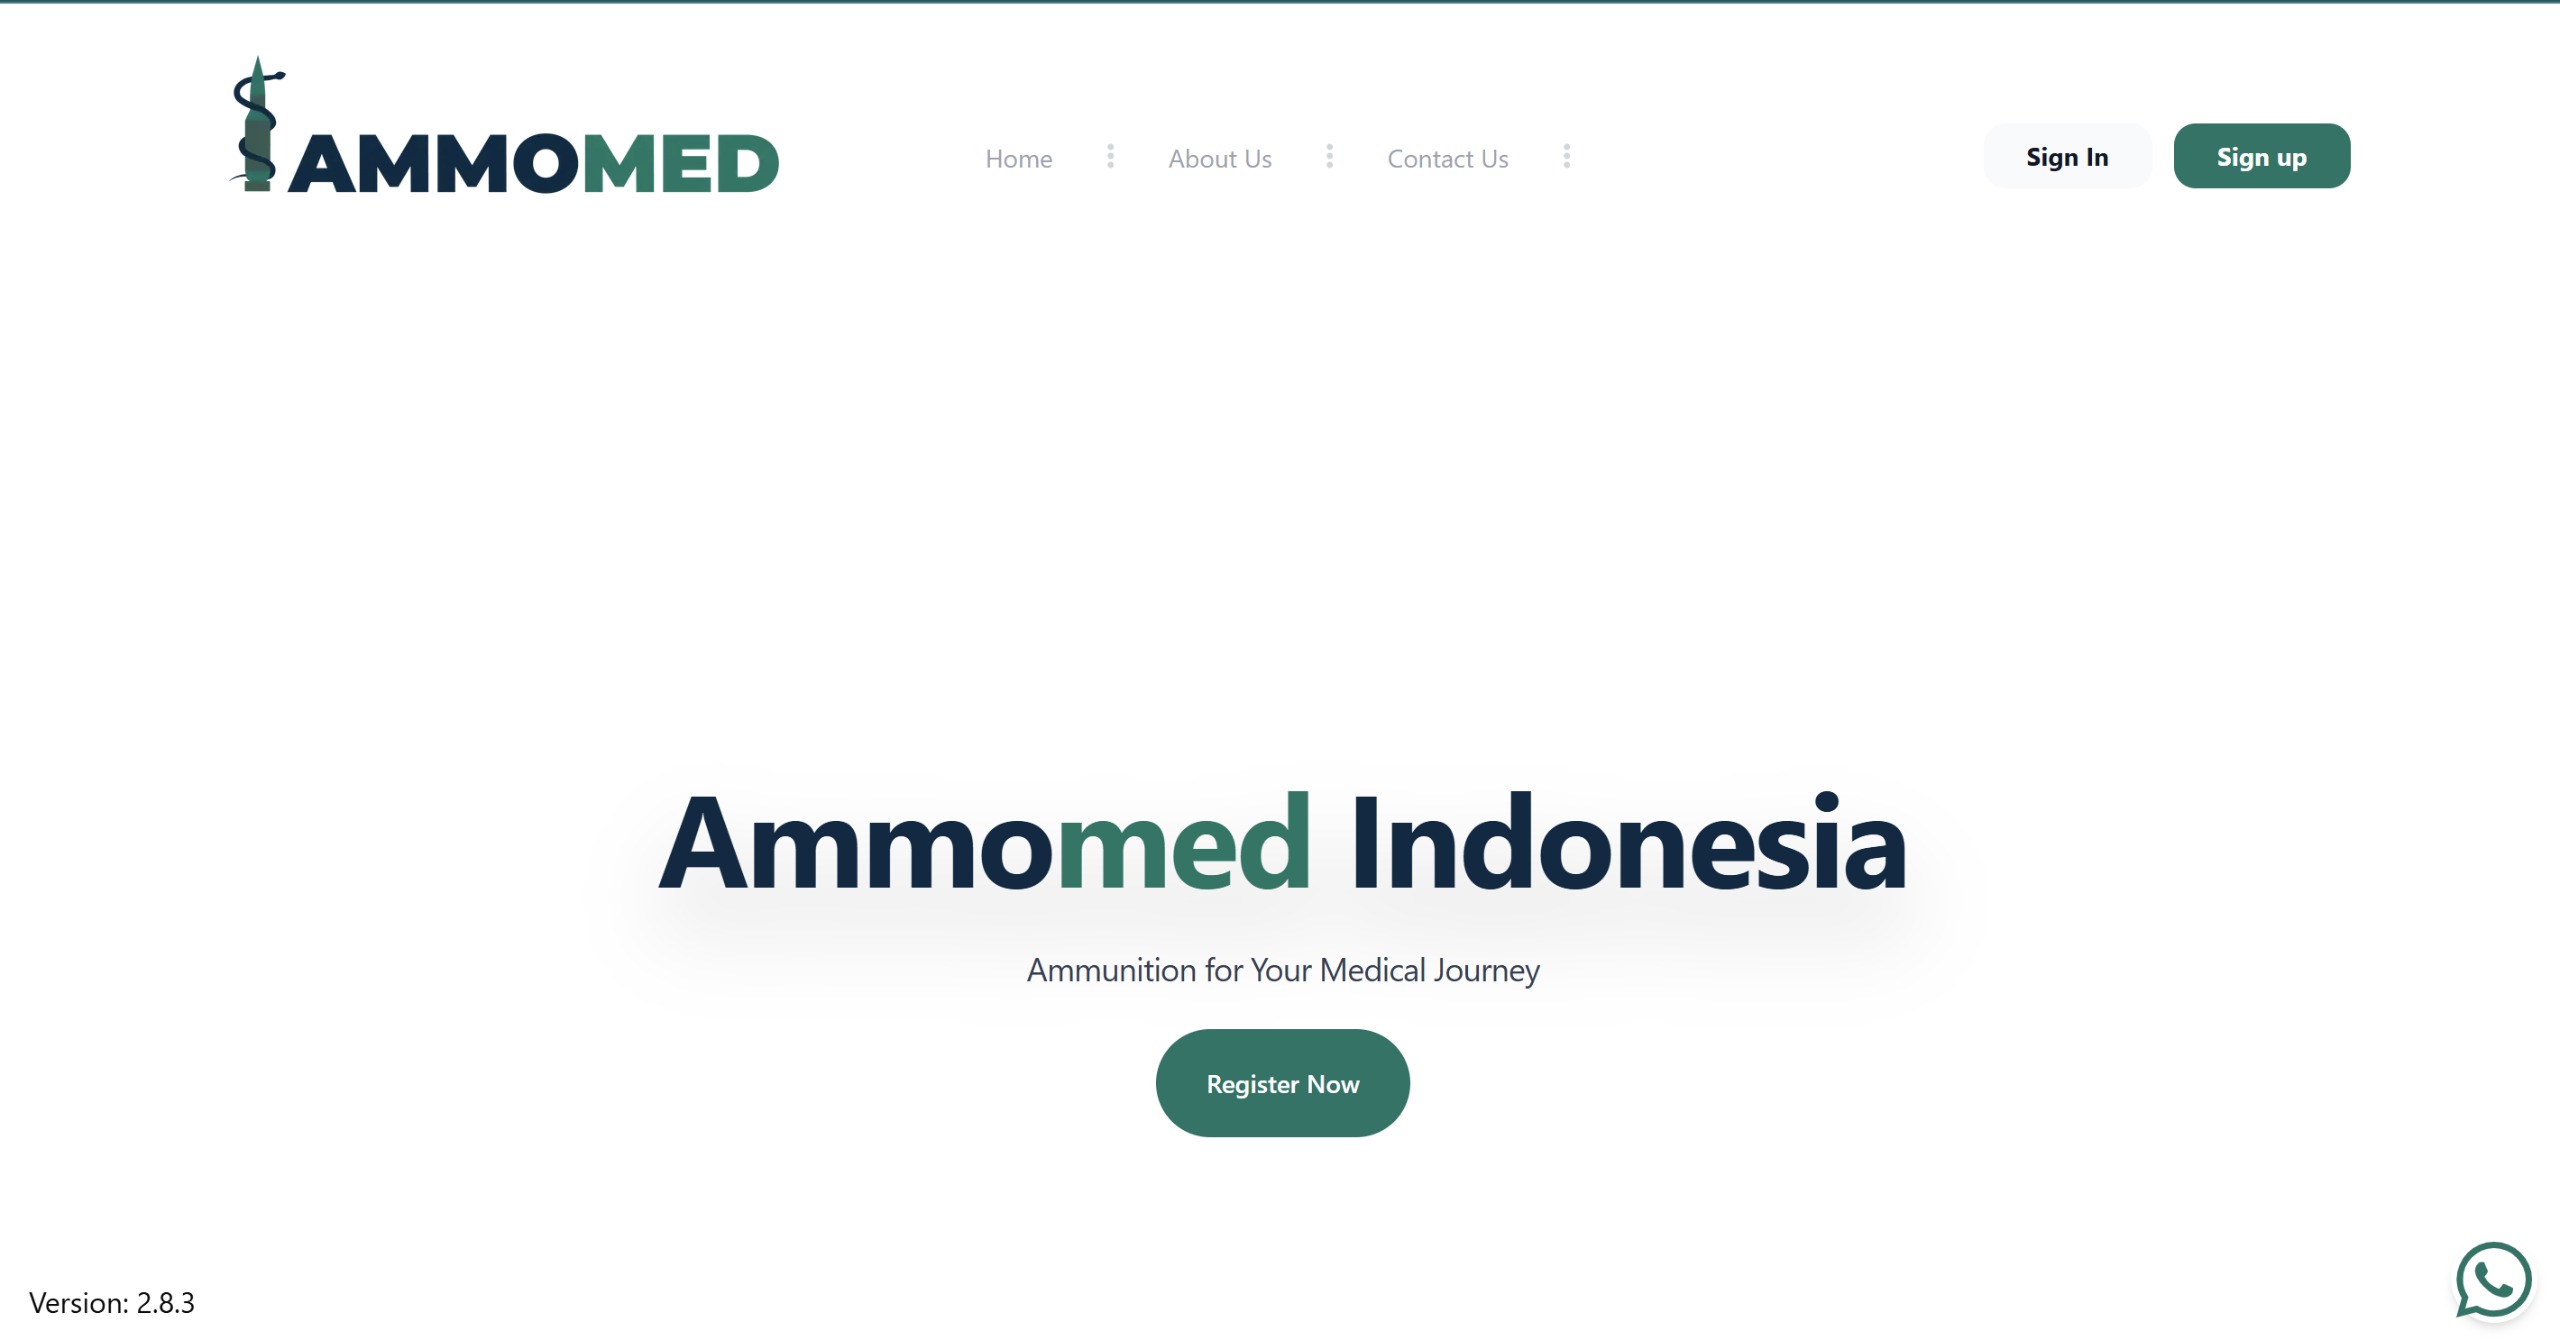 AMMOMED
Home
About Us
Contact Us
Sign In
Sign up
Ammomed Indonesia
Ammunition for Your Medical Journey
Register Now
Version: 2.8.3